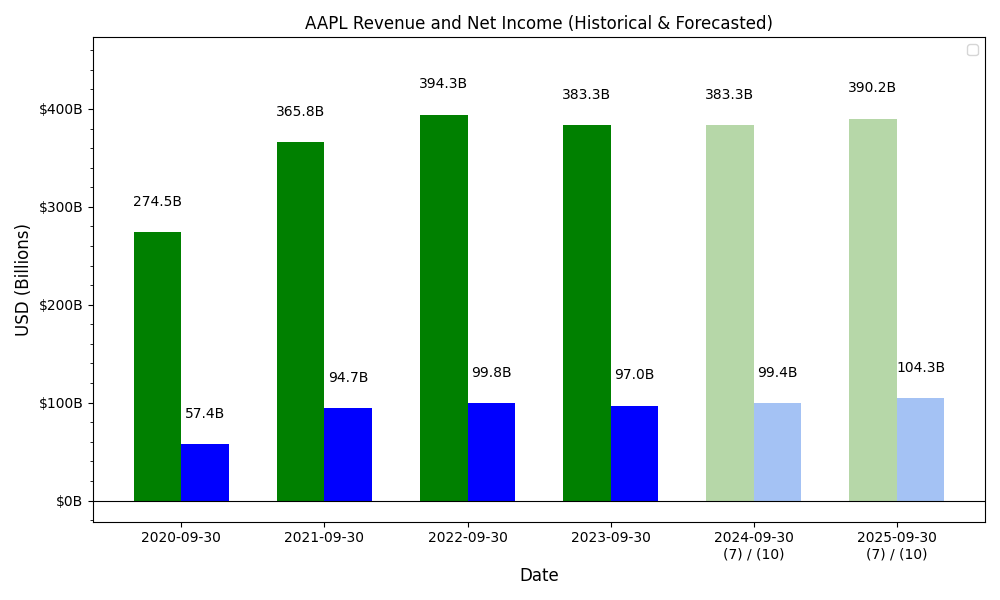 AAPL Revenue and Net Income (Historical & Forecasted)
USD (Billions)
$400B
$300B
$200B
$100B
$0B
274.5B
57.4B
365.8B
94.7B
394.3B
99.8B
383.3B
97.0B
383.3B
99.4B
390.2B
104.3B
2020-09-30
2021-09-30
2022-09-30
2023-09-30
2024-09-30
(7) / (10)
2025-09-30
(7) / (10)
Date